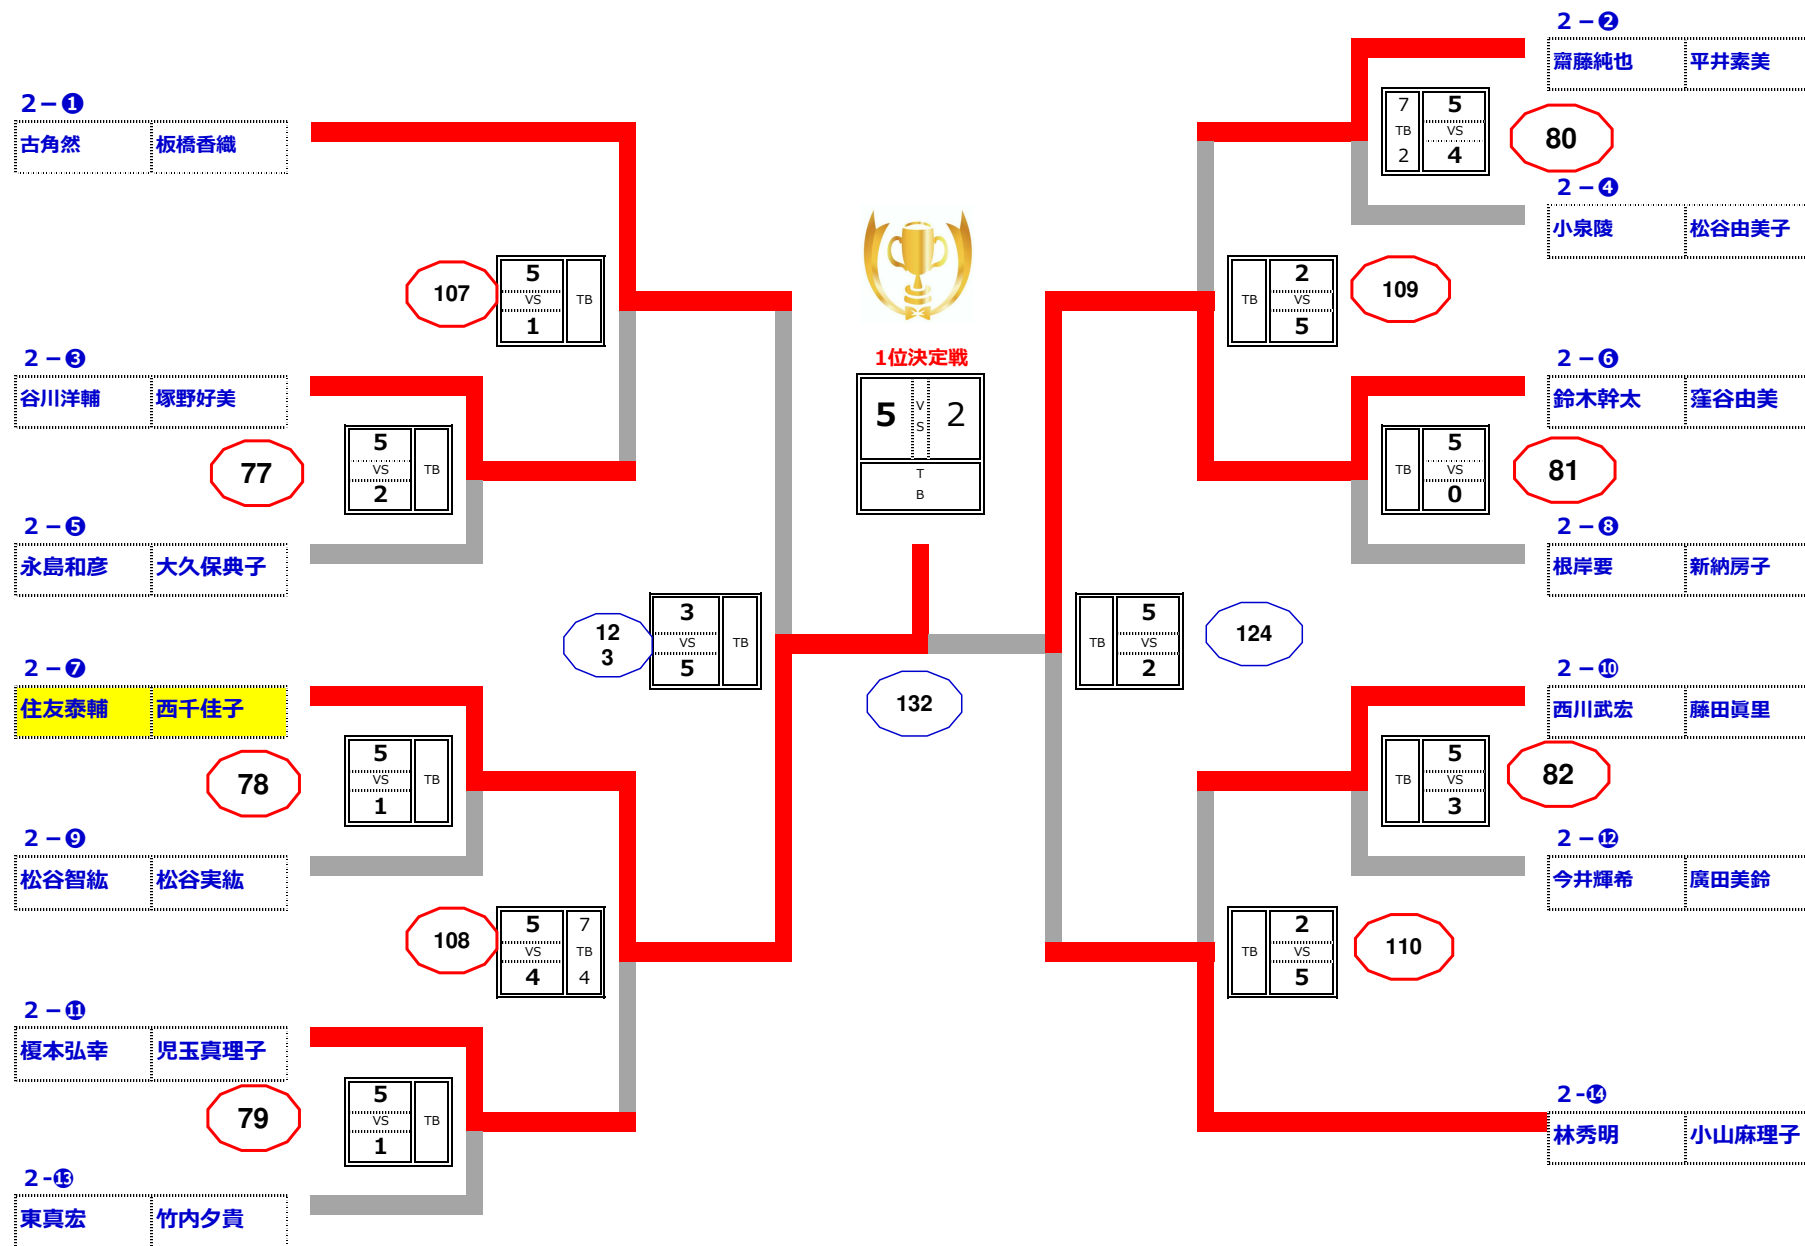 2－❶
古角然 板橋香織
107
5
VS
1
TB
2－❸
谷川洋輔 塚野好美
77
5
VS
2
TB
2－❺
永島和彦 大久保典子
12
3
3
VS
5
TB
2－❼
住友泰輔 西千佳子
78
5
VS
1
TB
2－❾
松谷智紘 松谷実紘
108
5
VS
4
7
TB
4
2－⓫
榎本弘幸 児玉真理子
79
5
VS
1
TB
2-⓭
東真宏 竹内夕貴
1位決定戦
5
V
S
2
T
B
132
2－❷
齋藤純也 平井素美
7
TB
2
5
VS
4
80
2－❹
小泉陵 松谷由美子
TB
2
VS
5
109
2－❻
鈴木幹太 窪谷由美
TB
5
VS
0
81
2－❽
根岸要 新納房子
TB
5
VS
2
124
2－❿
西川武宏 藤田眞里
TB
5
VS
3
82
2－⓬
今井輝希 廣田美鈴
TB
2
VS
5
110
2-⓮
林秀明 小山麻理子